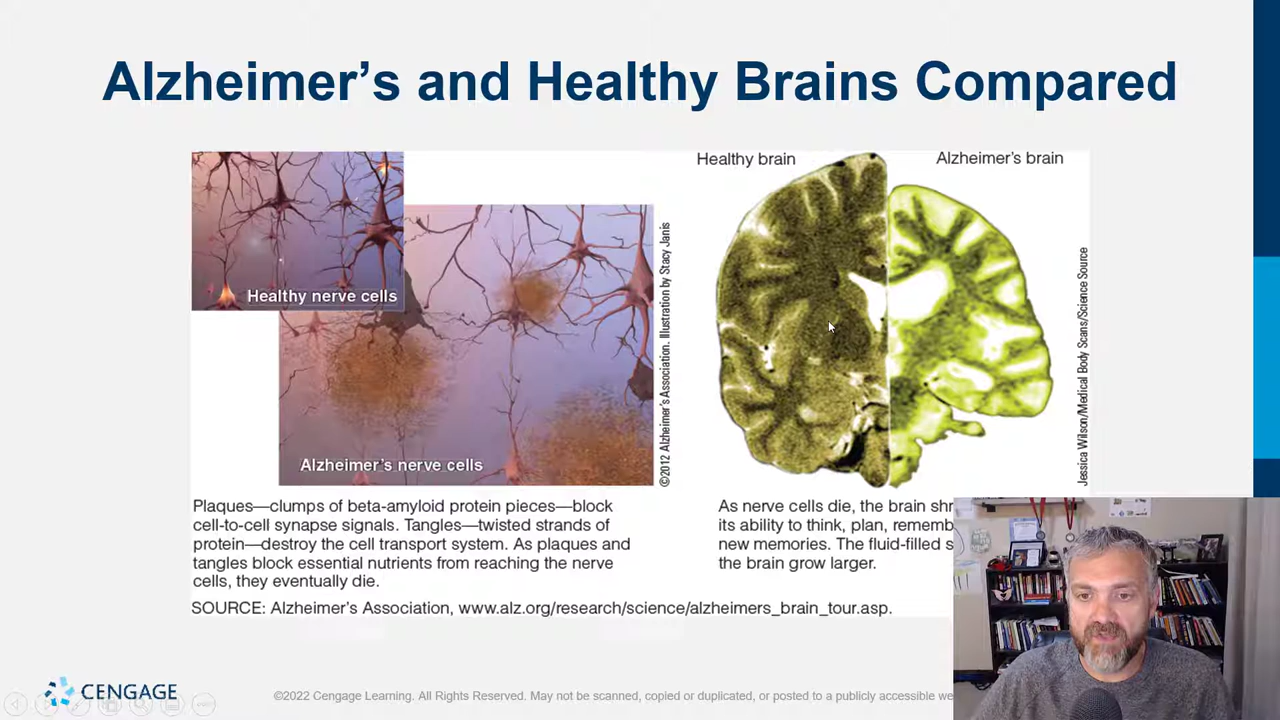 Alzheimer’s and Healthy Brains Compared
Healthy nerve cells
Alzheimer’s nerve cells
©2012 Alzheimer’s Association. Illustration by Stacy Janis
Healthy brain
Alzheimer’s brain
Jessica Wilson/Medical Body Scans/Science Source
Plaques—clumps of beta-amyloid protein pieces—block
cell-to-cell synapse signals. Tangles—twisted strands of
protein—destroy the cell transport system. As plaques and
tangles block essential nutrients from reaching the nerve
cells, they eventually die.
As nerve cells die, the brain shr
its ability to think, plan, rememb
new memories. The fluid-filled s
the brain grow larger.
SOURCE: Alzheimer’s Association, www.alz.org/research/science/alzheimers_brain_tour.asp.
CENGAGE
©2022 Cengage Learning. All Rights Reserved. May not be scanned, copied or duplicated, or posted to a publicly accessible we